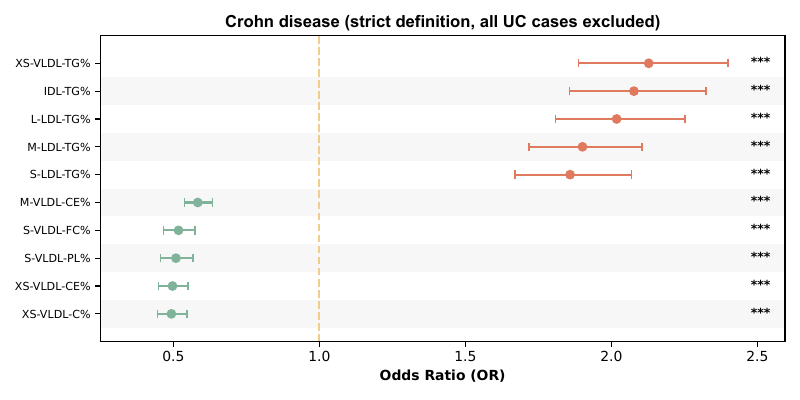 Crohn disease (strict definition, all UC cases excluded)
XS-VLDL-TG% ***
IDL-TG% ***
L-LDL-TG% ***
M-LDL-TG% ***
S-LDL-TG% ***
M-VLDL-CE% ***
S-VLDL-FC% ***
S-VLDL-PL% ***
XS-VLDL-CE% ***
XS-VLDL-C% ***
0.5 1.0 1.5 2.0 2.5
Odds Ratio (OR)